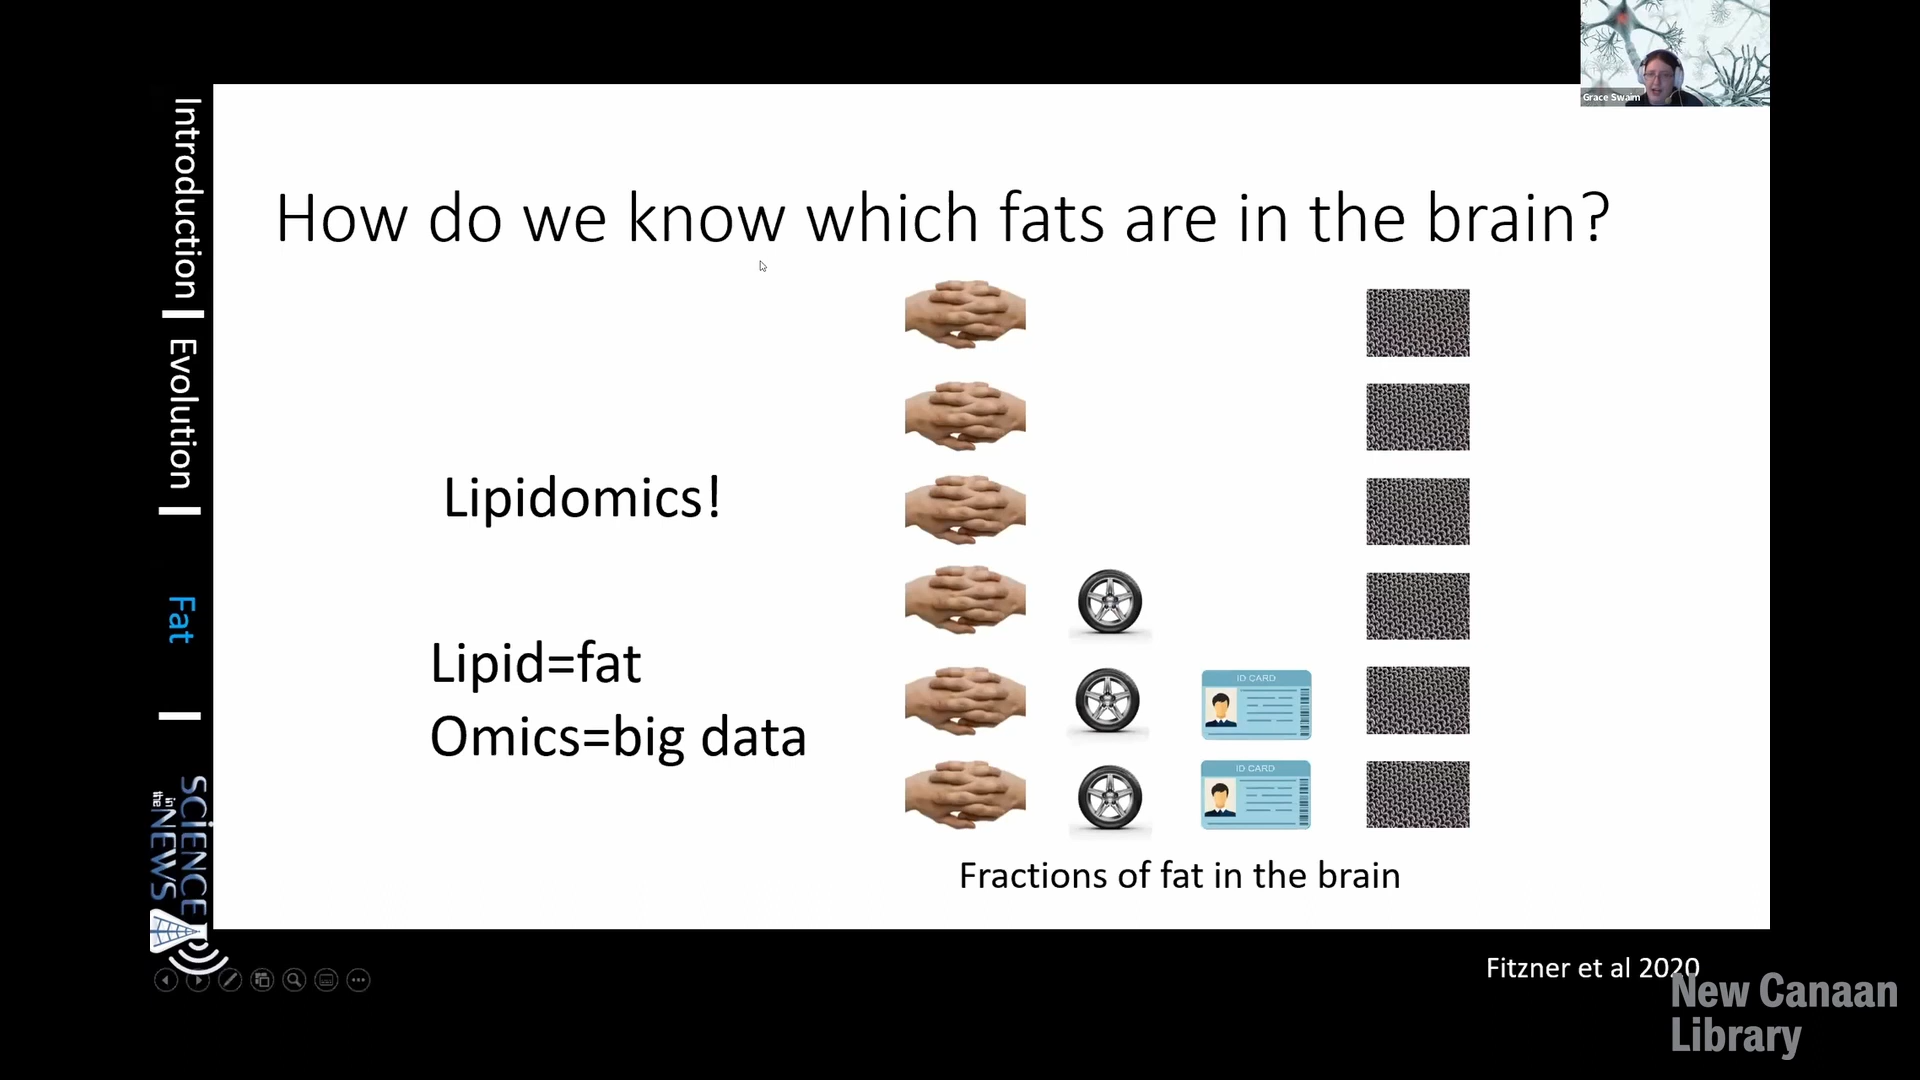 Grace Swaim
Introduction
Evolution
Fat
SCIENCE
in the NEWS
How do we know which fats are in the brain?
Lipidomics!
Lipid=fat
Omics=big data
ID CARD
ID CARD
Fractions of fat in the brain
Fitzner et al 2020
New Canaan
Library